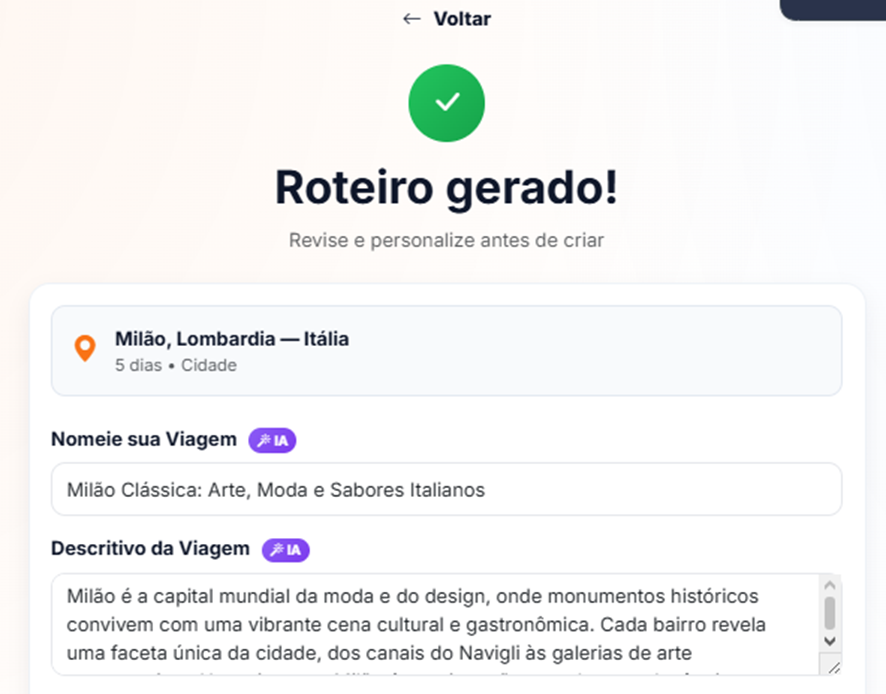 ← Voltar
Roteiro gerado!
Revise e personalize antes de criar
Milão, Lombardia — Itália
5 dias • Cidade
Nomeie sua Viagem IA
Milão Clássica: Arte, Moda e Sabores Italianos
Descritivo da Viagem IA
Milão é a capital mundial da moda e do design, onde monumentos históricos
convivem com uma vibrante cena cultural e gastronômica. Cada bairro revela
uma faceta única da cidade, dos canais do Navigli às galerias de arte